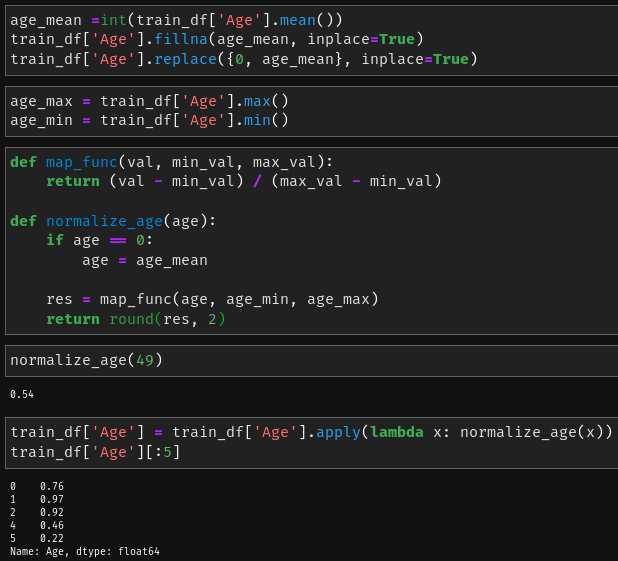 age_mean =int(train_df['Age'].mean())
train_df['Age'].fillna(age_mean, inplace=True)
train_df['Age'].replace({0, age_mean}, inplace=True)
age_max = train_df['Age'].max()
age_min = train_df['Age'].min()
def map_func(val, min_val, max_val):
    return (val - min_val) / (max_val - min_val)
def normalize_age(age):
    if age == 0:
        age = age_mean
    res = map_func(age, age_min, age_max)
    return round(res, 2)
normalize_age(49)
0.54
train_df['Age'] = train_df['Age'].apply(lambda x: normalize_age(x))
train_df['Age'][:5]
0    0.76
1    0.97
2    0.92
4    0.46
5    0.22
Name: Age, dtype: float64